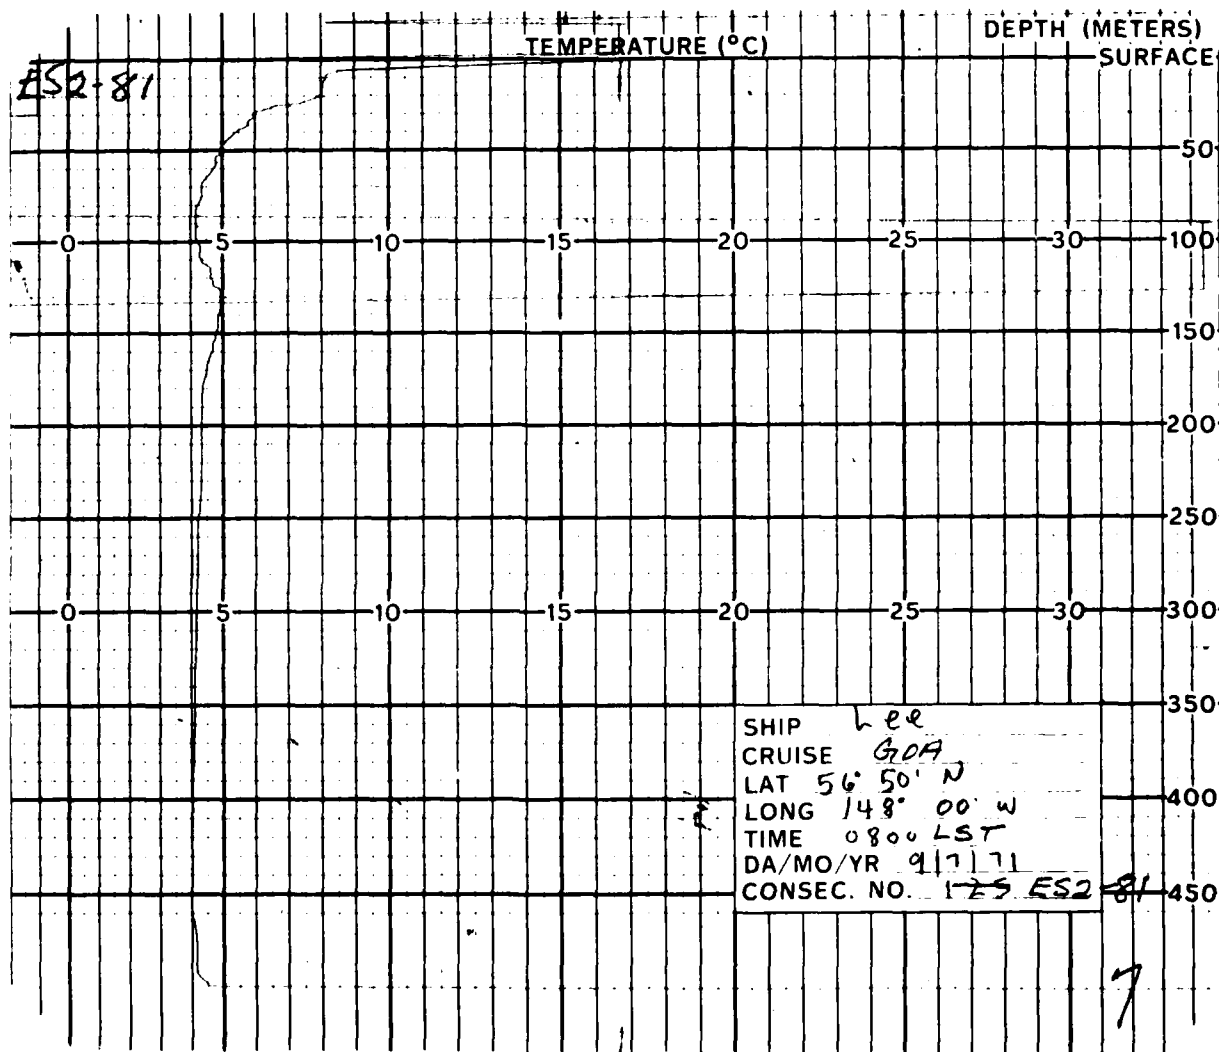 TEMPERATURE (°C)
DEPTH (METERS)
SURFACE
ES2-81
50
0 5 10 15 20 25 30 100
150
200
250
0 5 10 15 20 25 30 300
350
SHIP Lee
CRUISE GOA
LAT 56° 50' N
LONG 148° 00' W
400
TIME 0800 LST
DA/MO/YR 9/7/71
CONSEC. NO. 125 ES2-81
450
7